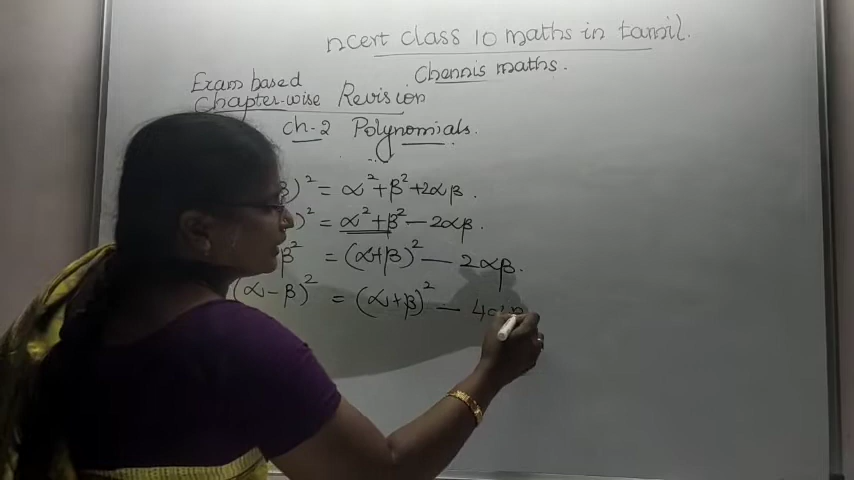 ncert class 10 maths in tamil.
Chennis maths.
Exam based
Chapter-wise Revision
Ch-2 Polynomials.
β)² = α² + β² + 2αβ.
)² = α² + β² - 2αβ.
β² = (α+β)² - 2αβ.
(α - β)² = (α+β)² - 4αβ